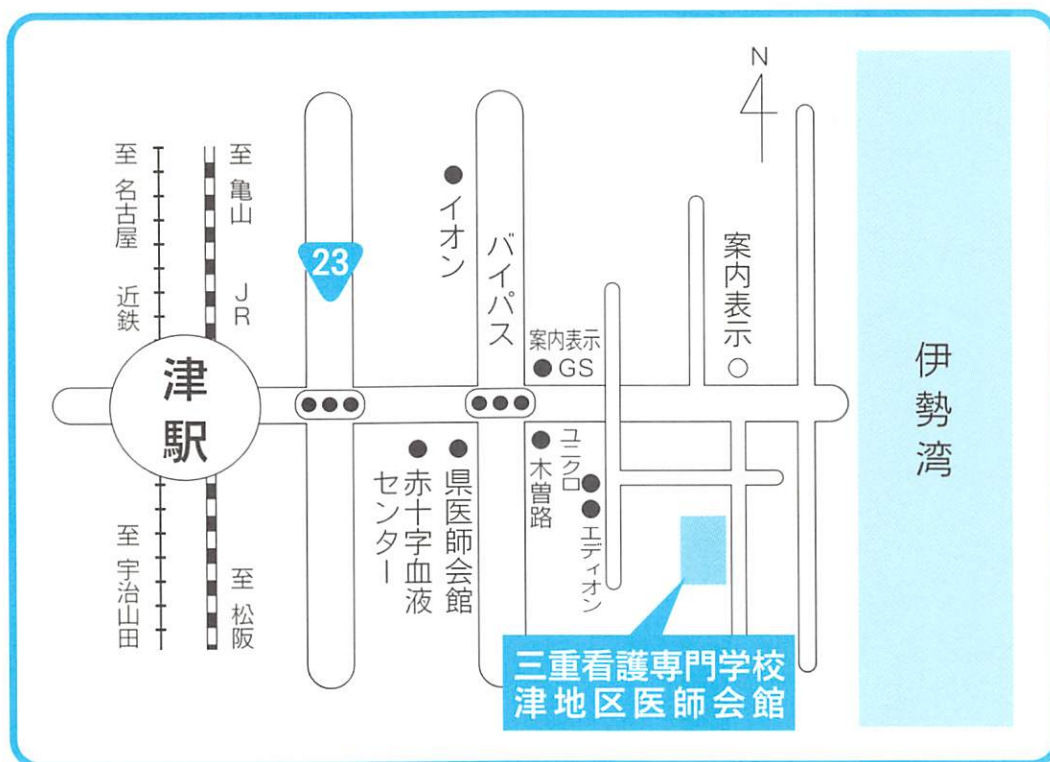 N
至 名古屋
近鉄
至 亀山
JR
23
イオン
バイパス
案内表示
GS
案内表示
伊勢湾
津駅
至 宇治山田
至 松阪
赤十字血液
センター
県医師会館
木曽路
ユニクロ
エディオン
三重看護専門学校
津地区医師会館